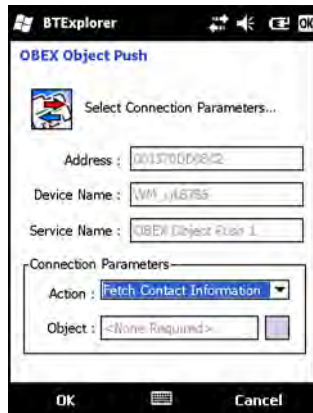 BTExplorer OK
OBEX Object Push
Select Connection Parameters...
Address :
Device Name :
Service Name : OBEX Object Push 1
Connection Parameters
Action : Fetch Contact Information
Object : <None Required>
OK Cancel